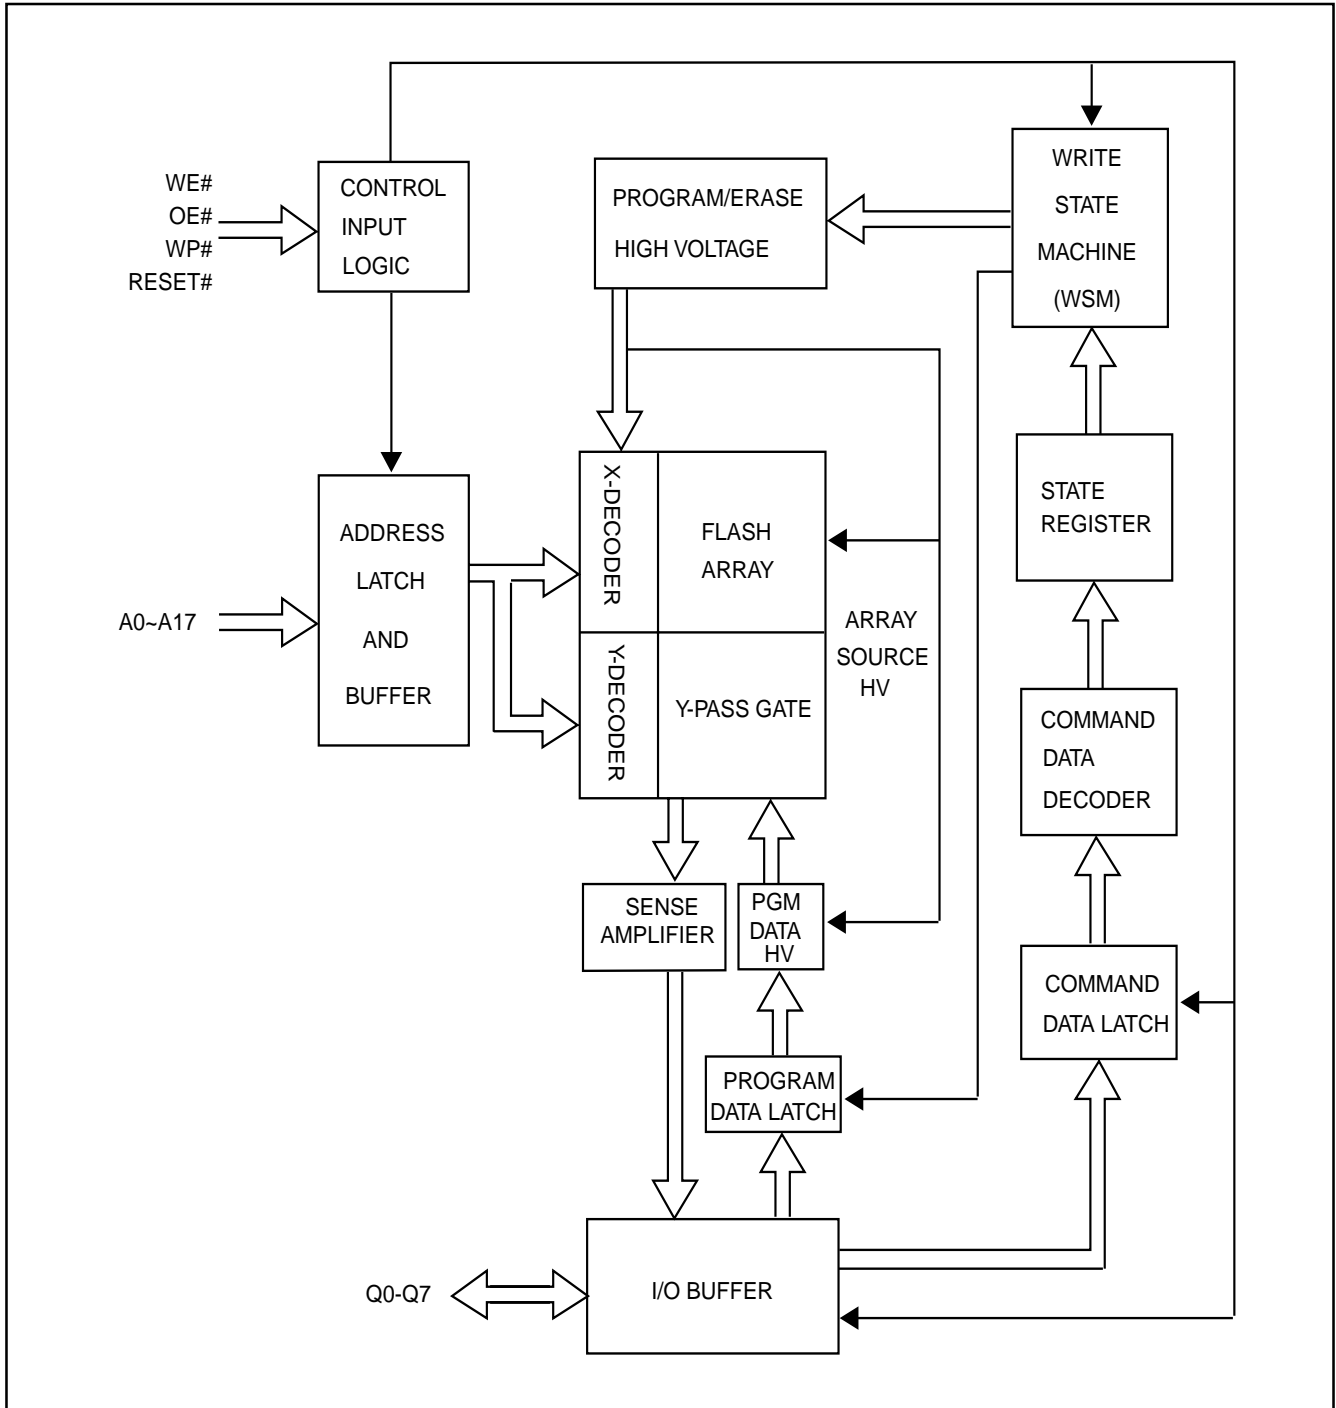 WE#
OE#
WP#
RESET#
CONTROL
INPUT
LOGIC
PROGRAM/ERASE
HIGH VOLTAGE
WRITE
STATE
MACHINE
(WSM)
ADDRESS
LATCH
AND
BUFFER
A0~A17
X-DECODER
FLASH
ARRAY
Y-DECODER
Y-PASS GATE
ARRAY
SOURCE
HV
STATE
REGISTER
COMMAND
DATA
DECODER
SENSE
AMPLIFIER
PGM
DATA
HV
COMMAND
DATA LATCH
PROGRAM
DATA LATCH
Q0-Q7
I/O BUFFER